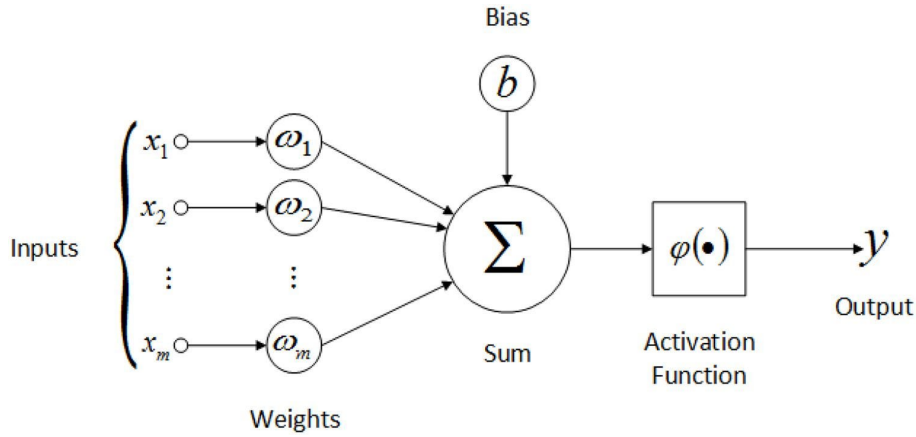 Bias
b
x₁ ω₁
x₂ ω₂
Inputs
⋮ ⋮
Σ
φ(•)
y
Output
xₘ ωₘ
Sum
Activation
Function
Weights